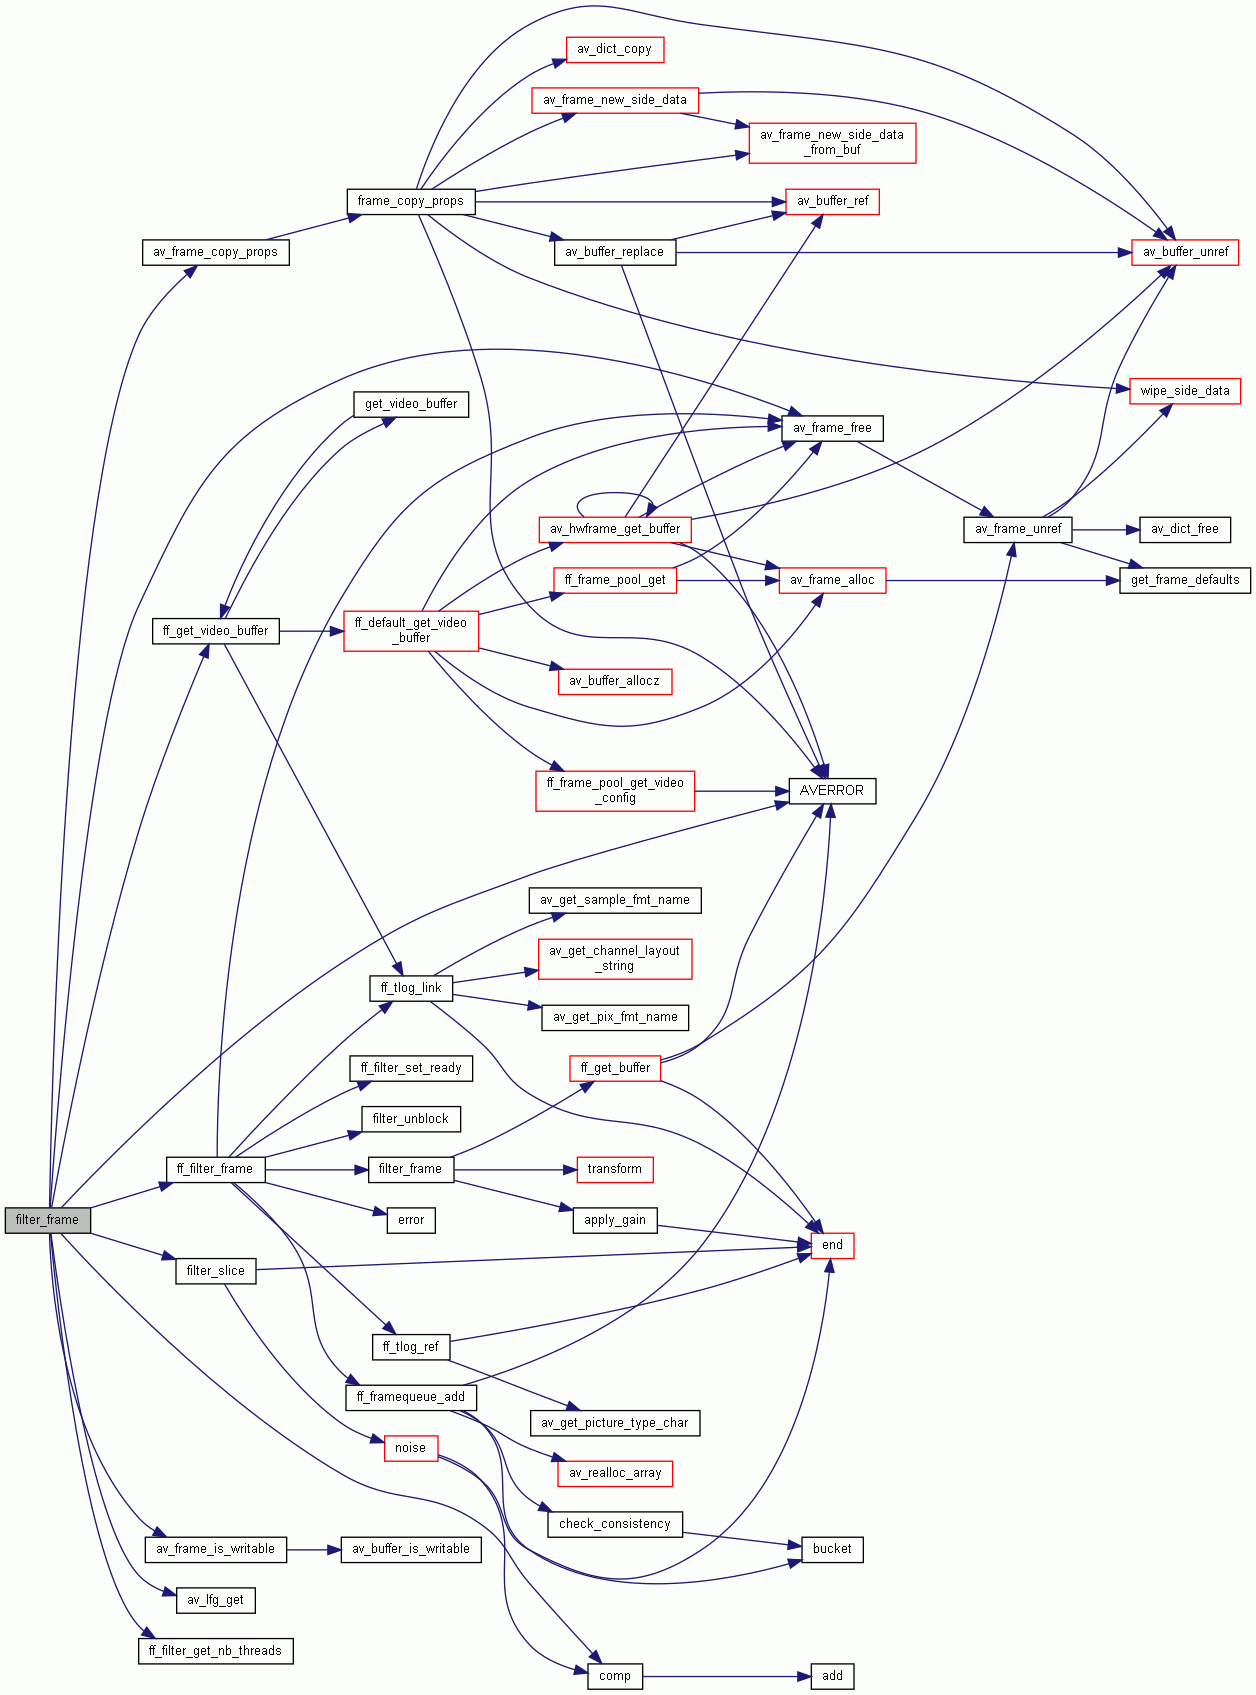 av_dict_copy
av_frame_new_side_data
av_frame_new_side_data
_from_buf
frame_copy_props
av_buffer_ref
av_frame_copy_props
av_buffer_replace
av_buffer_unref
wipe_side_data
get_video_buffer
av_frame_free
av_hwframe_get_buffer
av_frame_unref
av_dict_free
ff_frame_pool_get
av_frame_alloc
get_frame_defaults
ff_get_video_buffer
ff_default_get_video
_buffer
av_buffer_allocz
ff_frame_pool_get_video
_config
AVERROR
av_get_sample_fmt_name
av_get_channel_layout
_string
ff_tlog_link
av_get_pix_fmt_name
ff_filter_set_ready
ff_get_buffer
filter_unblock
ff_filter_frame
filter_frame
transform
filter_frame
error
apply_gain
end
filter_slice
ff_tlog_ref
ff_framequeue_add
av_get_picture_type_char
noise
av_realloc_array
check_consistency
av_frame_is_writable
av_buffer_is_writable
bucket
av_lfg_get
ff_filter_get_nb_threads
comp
add